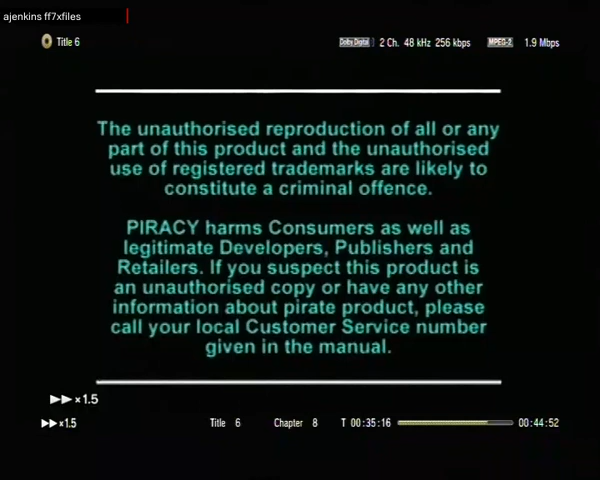 ajenkins ff7xfiles
Title 6
Dolby Digital 2 Ch. 48 kHz 256 kbps MPEG-2 1.9 Mbps
The unauthorised reproduction of all or any
part of this product and the unauthorised
use of registered trademarks are likely to
constitute a criminal offence.
PIRACY harms Consumers as well as
legitimate Developers, Publishers and
Retailers. If you suspect this product is
an unauthorised copy or have any other
information about pirate product, please
call your local Customer Service number
given in the manual.
x1.5
x1.5 Title 6 Chapter 8 T 00:35:16 00:44:52